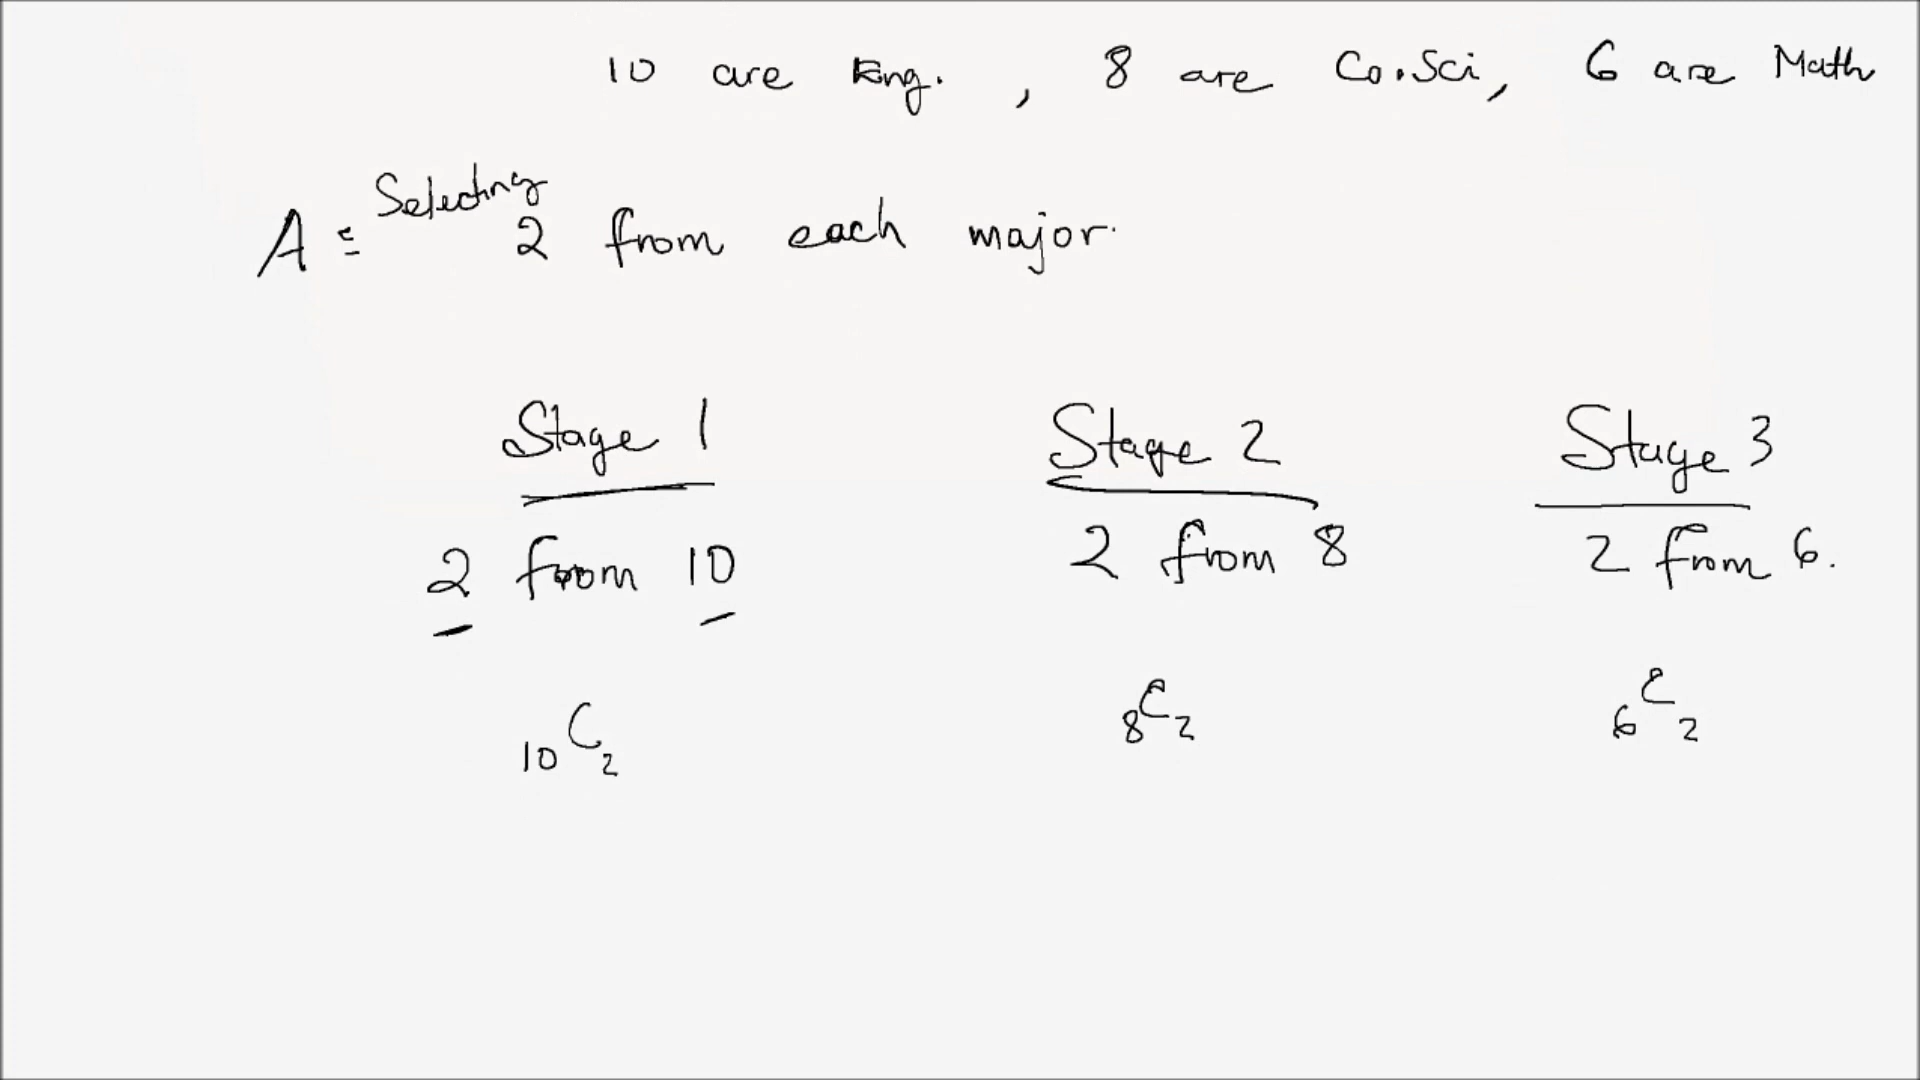 10 are Eng. , 8 are Co.Sci, 6 are Math
A = Selecting 2 from each major.
Stage 1 Stage 2 Stage 3
2 from 10 2 from 8 2 from 6.
10C2 8C2 6C2